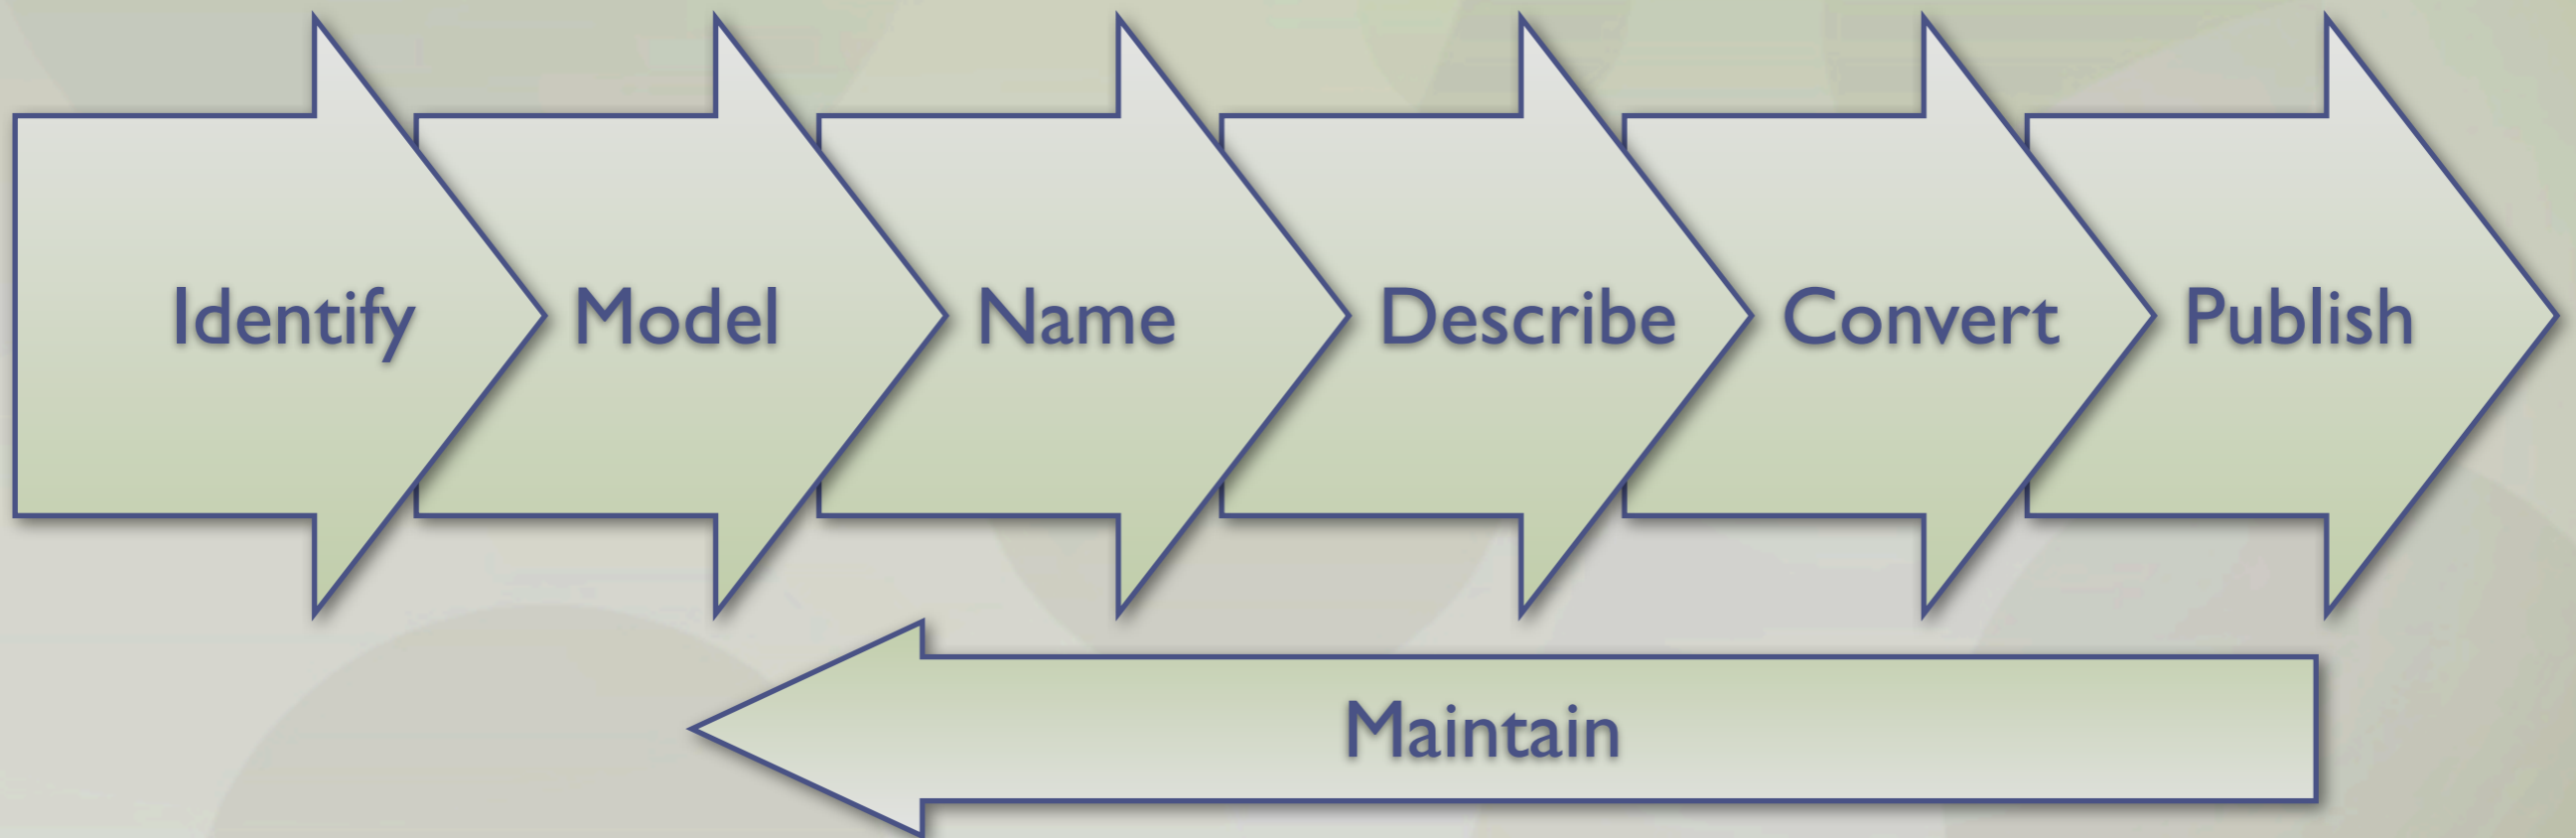 Identify
Model
Name
Describe
Convert
Publish
Maintain